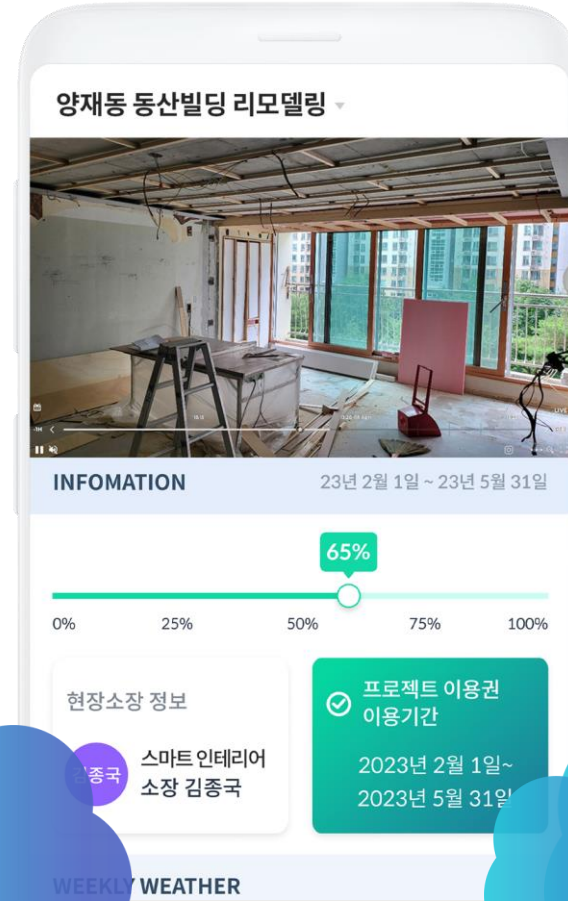 양재동 동산빌딩 리모델링
LIVE
INFOMATION
23년 2월 1일 ~ 23년 5월 31일
65%
0% 25% 50% 75% 100%
현장소장 정보
김종국
스마트 인테리어
소장 김종국
프로젝트 이용권
이용기간
2023년 2월 1일~
2023년 5월 31일
WEEKLY WEATHER